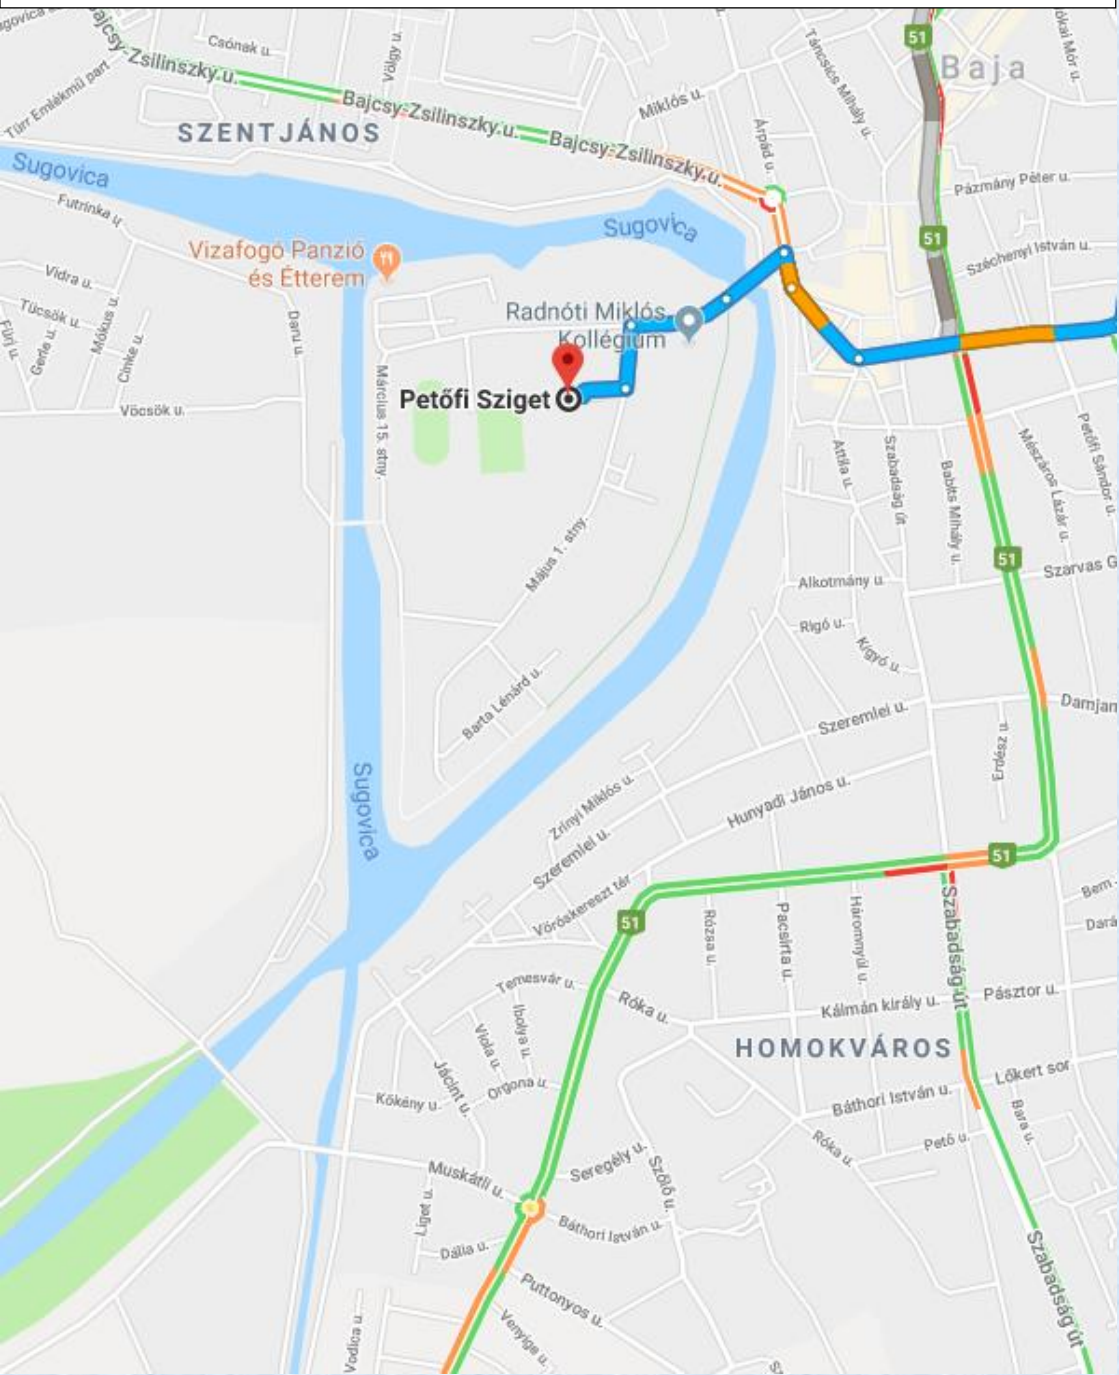 51
Baja
Bajcsy-Zsilinszky u.
Csónak u.
Völgy u.
Táncsics Mihály u.
Türr Emlékmű part
Miklós u.
Árpád u.
Bajcsy-Zsilinszky u.
SZENTJÁNOS
Bajcsy-Zsilinszky u.
Sugovica
Pázmány Péter u.
Futrinka u.
Sugovica
51
Vizafogó Panzió
és Étterem
Széchenyi István u.
Vidra u.
Tücsök u.
Mókus u.
Radnóti Miklós
Kollégium
Fürj u.
Gerle u.
Cinke u.
Daru u.
Petőfi Sziget
Vöcsök u.
Március 15. stny.
Attila u.
Szabadság út
Babits Mihály u.
Mészáros Lázár u.
Petőfi Sándor u.
Május 1. stny.
51
Szarvas G
Alkotmány u.
Rigó u.
Kígyó u.
Barta Lénárd u.
Szeremlei u.
Damjan
Erdész u.
Sugovica
Zrínyi Miklós u.
Hunyadi János u.
Szeremlei u.
51
Vöröskereszt tér
Bem
Szabadság út
51
Rózsa u.
Pacsirta u.
Háromnyúl u.
Dará
Temesvár u.
Róka u.
Kálmán király u.
Pásztor u.
Ibolya u.
Viola u.
HOMOKVÁROS
Jácint u.
Orgona u.
Lőkert sor
Kökény u.
Báthori István u.
Bara u.
Róka u.
Pető u.
Muskátli u.
Seregély u.
Szőlő u.
Liget u.
Báthori István u.
Dália u.
Szabadság út
Puttonyos u.
Venyige u.
Vodica u.